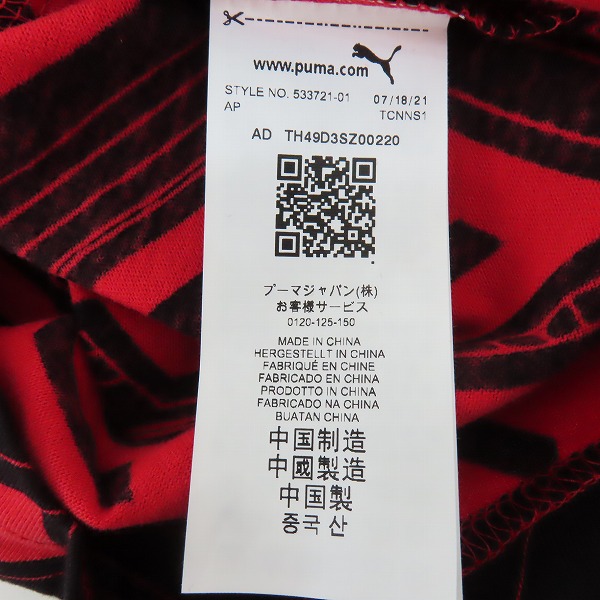 www.puma.com
STYLE NO. 533721-01 07/18/21
AP TCNNS1
AD TH49D3SZ00220
プーマジャパン(株)
お客様サービス
0120-125-150
MADE IN CHINA
HERGESTELLT IN CHINA
FABRIQUÉ EN CHINE
FABRICADO EN CHINA
PRODOTTO IN CHINA
FABRICADO NA CHINA
BUATAN CHINA
中国制造
中國製造
中国製
중국 산